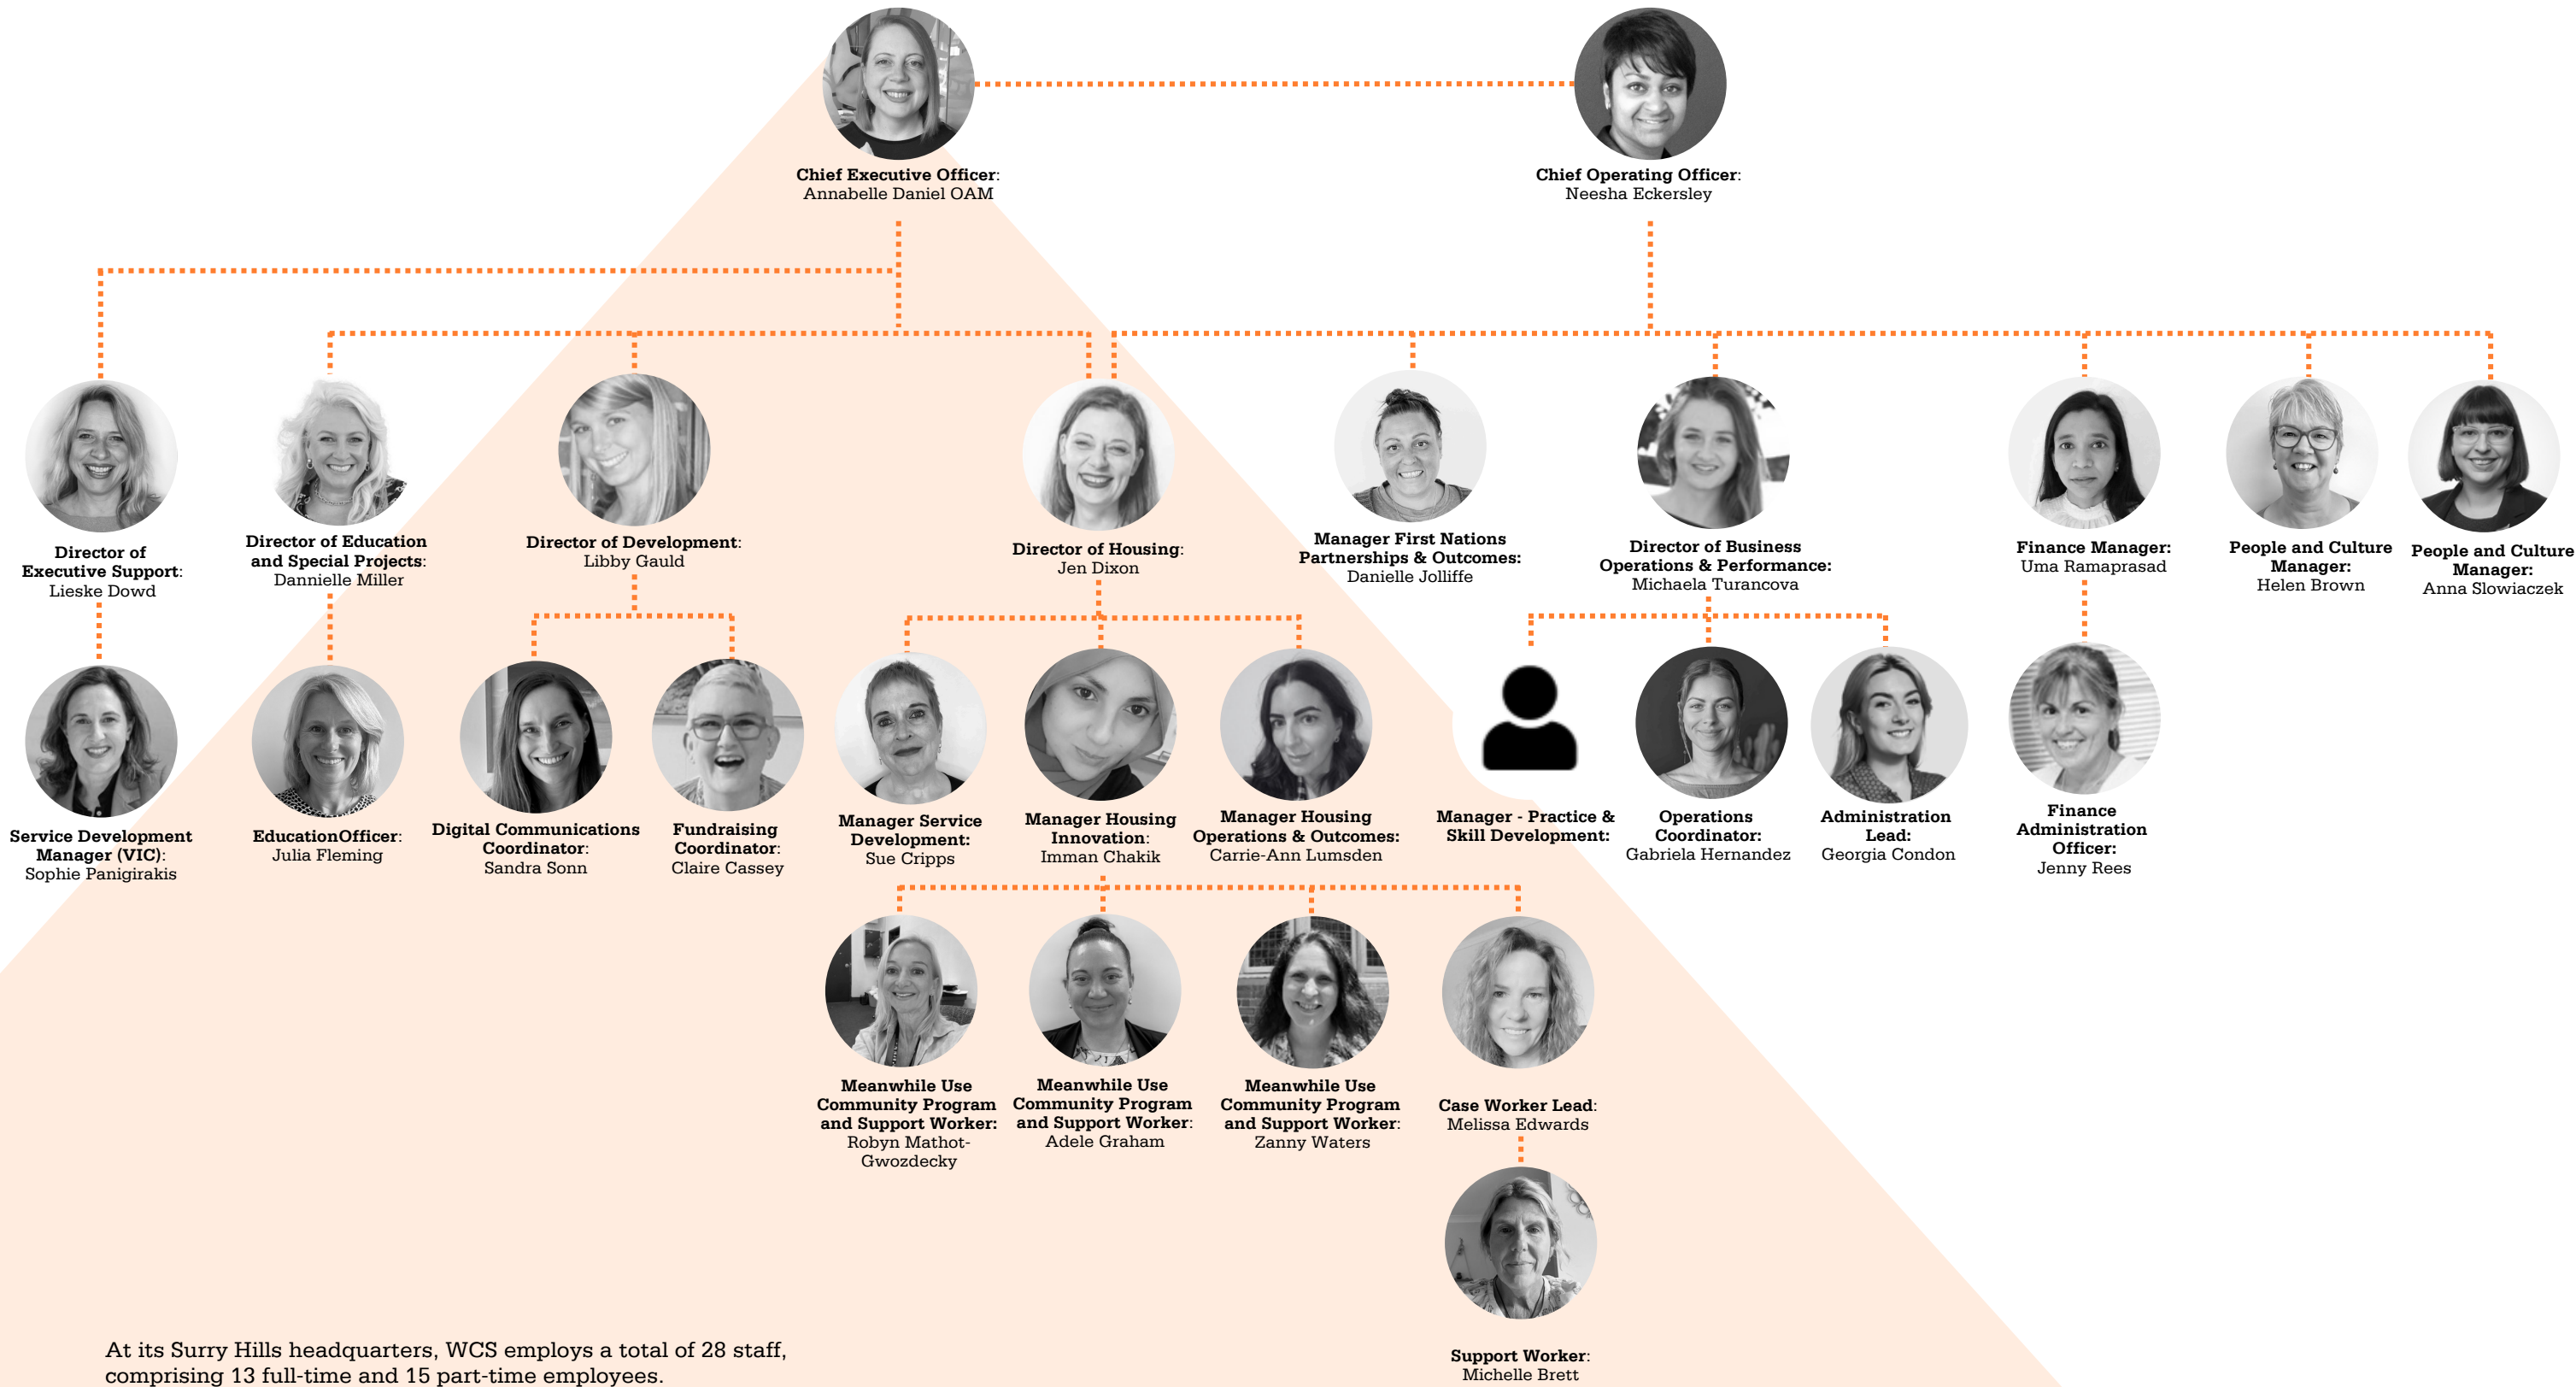 Chief Executive Officer:
Annabelle Daniel OAM
Chief Operating Officer:
Neesha Eckersley
Director of
Executive Support:
Lieske Dowd
Director of Education
and Special Projects:
Dannielle Miller
Director of Development:
Libby Gauld
Director of Housing:
Jen Dixon
Manager First Nations
Partnerships & Outcomes:
Danielle Jolliffe
Director of Business
Operations & Performance:
Michaela Turancova
Finance Manager:
Uma Ramaprasad
People and Culture
Manager:
Helen Brown
People and Culture
Manager:
Anna Slowiaczek
Service Development
Manager (VIC):
Sophie Panigirakis
EducationOfficer:
Julia Fleming
Digital Communications
Coordinator:
Sandra Sonn
Fundraising
Coordinator:
Claire Cassey
Manager Service
Development:
Sue Cripps
Manager Housing
Innovation:
Imman Chakik
Manager Housing
Operations & Outcomes:
Carrie-Ann Lumsden
Manager - Practice &
Skill Development:
Operations
Coordinator:
Gabriela Hernandez
Administration
Lead:
Georgia Condon
Finance
Administration
Officer:
Jenny Rees
Meanwhile Use
Community Program
and Support Worker:
Robyn Mathot-
Gwozdecky
Meanwhile Use
Community Program
and Support Worker:
Adele Graham
Meanwhile Use
Community Program
and Support Worker:
Zanny Waters
Case Worker Lead:
Melissa Edwards
Support Worker:
Michelle Brett
At its Surry Hills headquarters, WCS employs a total of 28 staff,
comprising 13 full-time and 15 part-time employees.